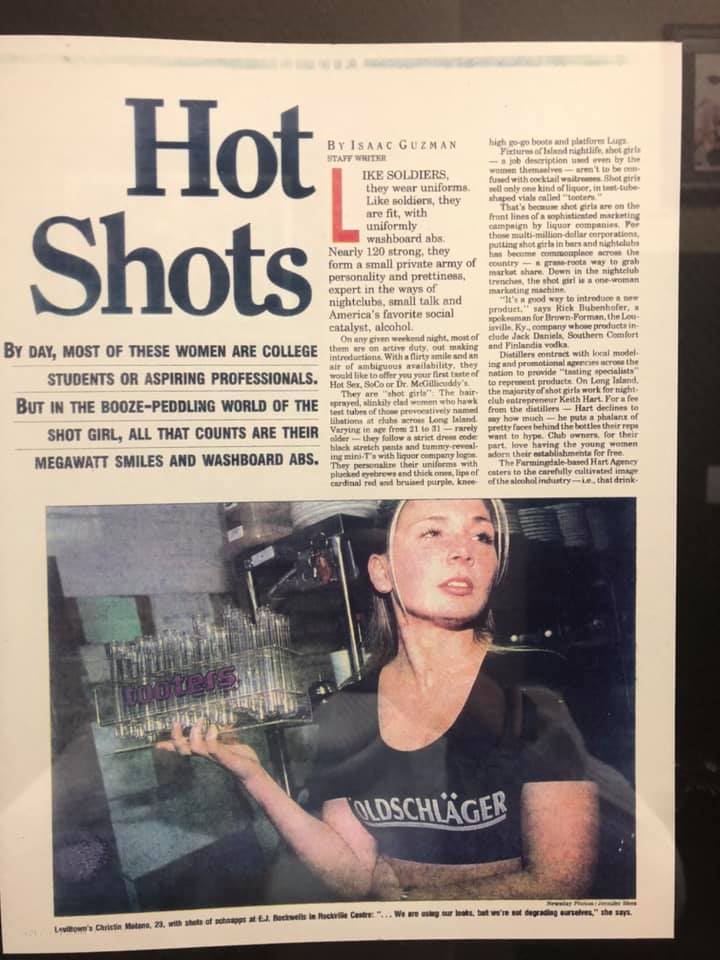 Hot
Shots
BY DAY, MOST OF THESE WOMEN ARE COLLEGE
STUDENTS OR ASPIRING PROFESSIONALS.
BUT IN THE BOOZE-PEDDLING WORLD OF THE
SHOT GIRL, ALL THAT COUNTS ARE THEIR
MEGAWATT SMILES AND WASHBOARD ABS.
BY ISAAC GUZMAN
STAFF WRITER
LIKE SOLDIERS,
they wear uniforms.
Like soldiers, they
are fit, with
uniformly
washboard abs.
Nearly 120 strong, they
form a small private army of
personality and prettiness,
expert in the ways of
nightclubs, small talk and
America's favorite social
catalyst, alcohol.
On any given weekend night, most of
them are on active duty, out making
introductions. With a flirty smile and an
air of ambiguous availability, they
would like to offer you your first taste of
Hot Sex, SoCo or Dr. McGillicuddy's.
They are "shot girls": The hair-
sprayed, slinkily clad women who hawk
test tubes of those provocatively named
libations at clubs across Long Island.
Varying in age from 21 to 31 — rarely
older — they follow a strict dress code:
black stretch pants and tummy-reveal-
ing mini-T's with liquor company logos.
They personalize their uniforms with
plucked eyebrows and thick ones, lips of
cardinal red and bruised purple, knee-
high go-go boots and platform Lugz.
Fixtures of Island nightlife, shot girls
— a job description used even by the
women themselves — aren't to be con-
fused with cocktail waitresses. Shot girls
sell only one kind of liquor, in test-tube-
shaped vials called "tooters."
That's because shot girls are on the
front lines of a sophisticated marketing
campaign by liquor companies. For
those multi-million-dollar corporations,
putting shot girls in bars and nightclubs
has become commonplace across the
country — a grass-roots way to grab
market share. Down in the nightclub
trenches, the shot girl is a one-woman
marketing machine.
"It's a good way to introduce a new
product," says Rick Bubenhofer, a
spokesman for Brown-Forman, the Lou-
isville, Ky., company whose products in-
clude Jack Daniels, Southern Comfort
and Finlandia vodka.
Distillers contract with local model-
ing and promotional agencies across the
nation to provide "tasting specialists"
to represent products. On Long Island,
the majority of shot girls work for night-
club entrepreneur Keith Hart. For a fee
from the distillers — Hart declines to
say how much — he puts a phalanx of
pretty faces behind the bottles their reps
want to hype. Club owners, for their
part, love having the young women
adorn their establishments for free.
The Farmingdale-based Hart Agency
caters to the carefully cultivated image
of the alcohol industry — i.e., that drink-
tooters
OLDSCHLÄGER
Newsday Photos / Jennifer
Levittown's Christin Molano, 23, with shots of schnapps at E.J. Rockwells in Rockville Centre: "... We are using our looks, but we're not degrading ourselves," she says.